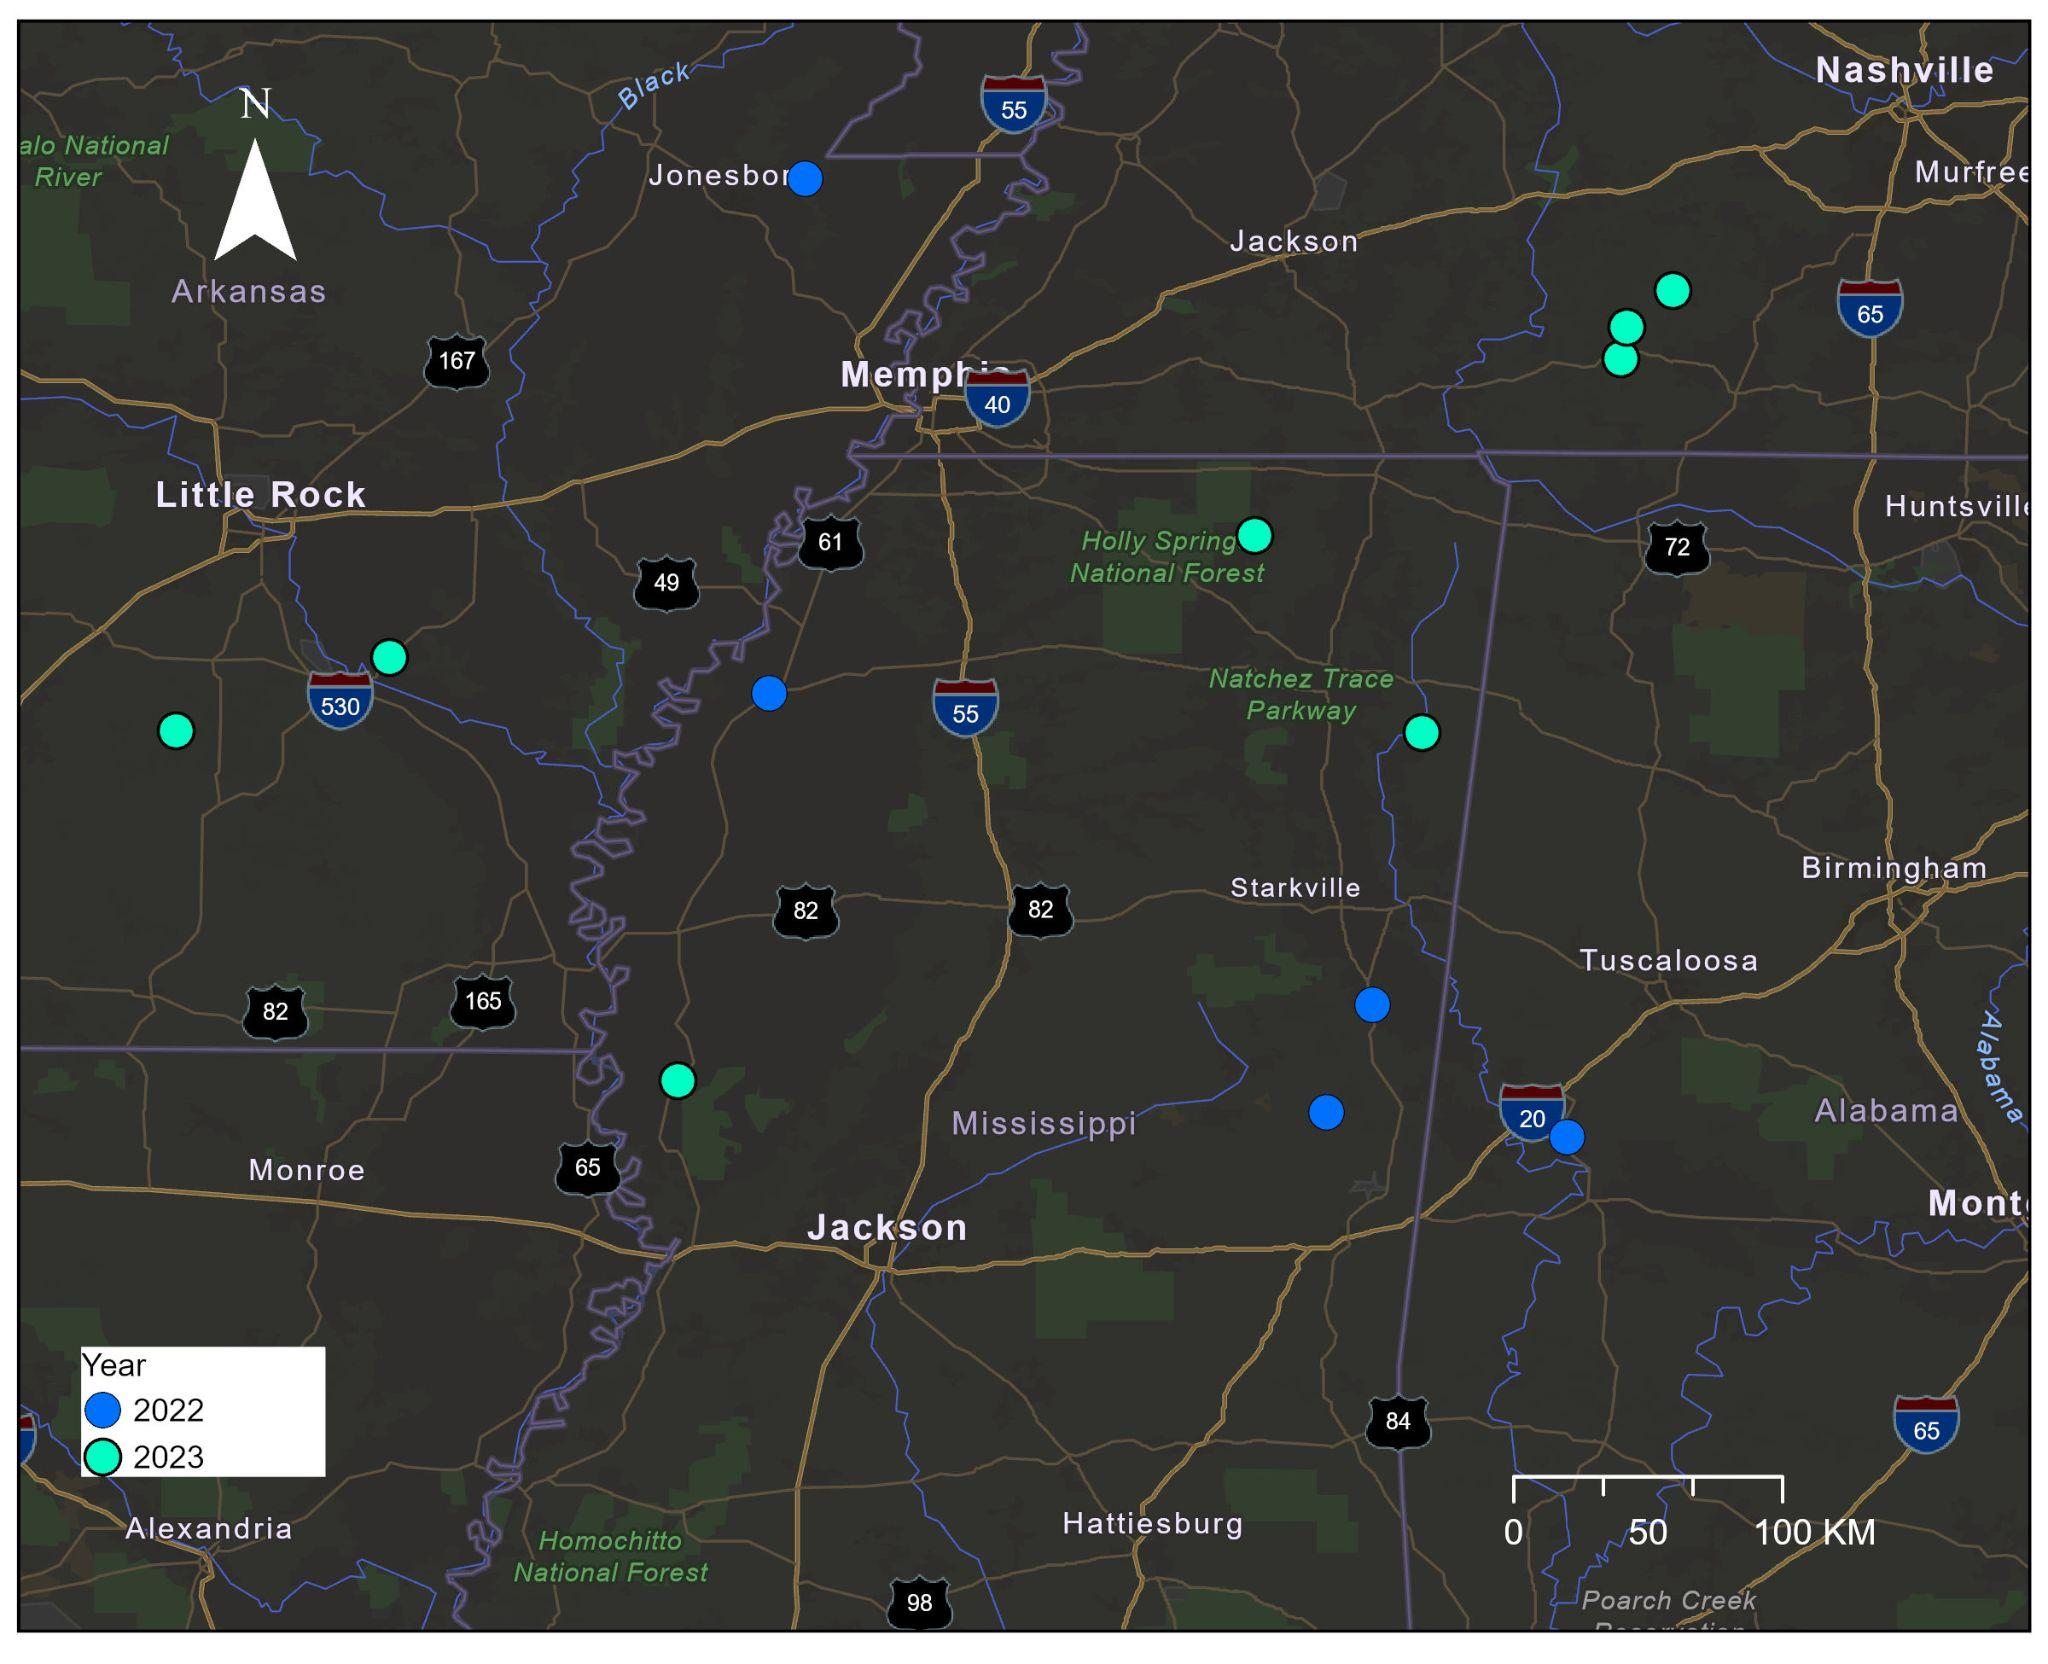 Nashville
Black
N
55
alo National
River
Jonesbor
Murfree
Jackson
Arkansas
65
167
Memphis
40
Little Rock
Huntsville
61
Holly Spring
National Forest
72
49
Natchez Trace
Parkway
530
55
Birmingham
Starkville
82
82
Tuscaloosa
165
82
Alabama
20
Alabama
Mississippi
65
Monroe
Mont
Jackson
Year
2022
2023
84
65
Alexandria
Hattiesburg
0 50 100 KM
Homochitto
National Forest
98
Poarch Creek
Reservation